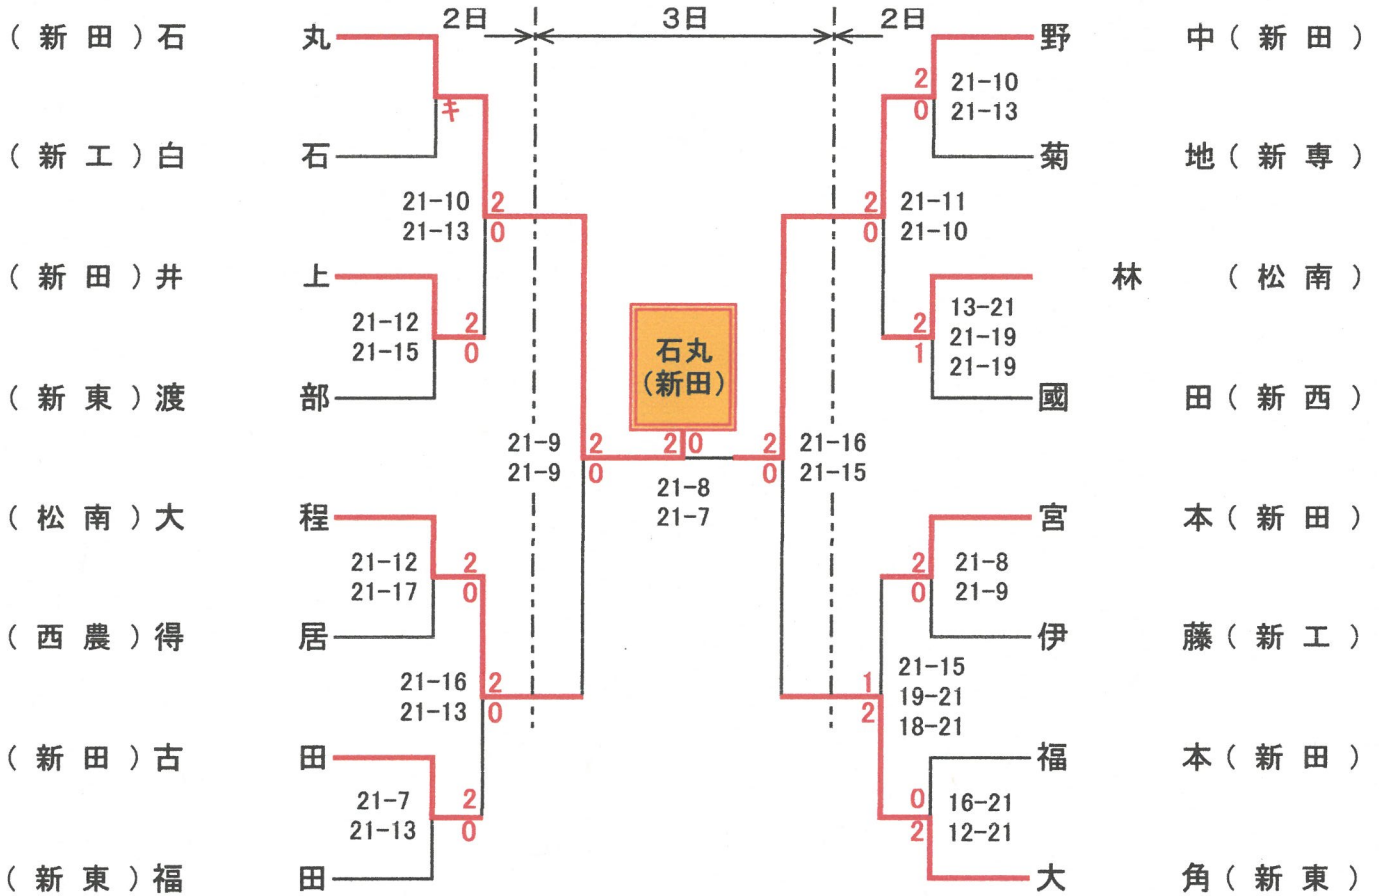 2日 3日 2日
(新田)石丸
野中(新田)
キ
2 21-10
0 21-13
(新工)白石
菊地(新専)
21-10 2
21-13 0
2 21-11
0 21-10
(新田)井上
林(松南)
21-12 2
21-15 0
2 13-21
1 21-19
21-19
石丸
(新田)
(新東)渡部
國田(新西)
21-9 2
21-9 0
2 0
21-8
21-7
2 21-16
0 21-15
(松南)大程
宮本(新田)
21-12 2
21-17 0
2 21-8
0 21-9
(西農)得居
伊藤(新工)
21-16 2
21-13 0
1 21-15
2 19-21
18-21
(新田)古田
福本(新田)
21-7 2
21-13 0
0 16-21
2 12-21
(新東)福田
大角(新東)